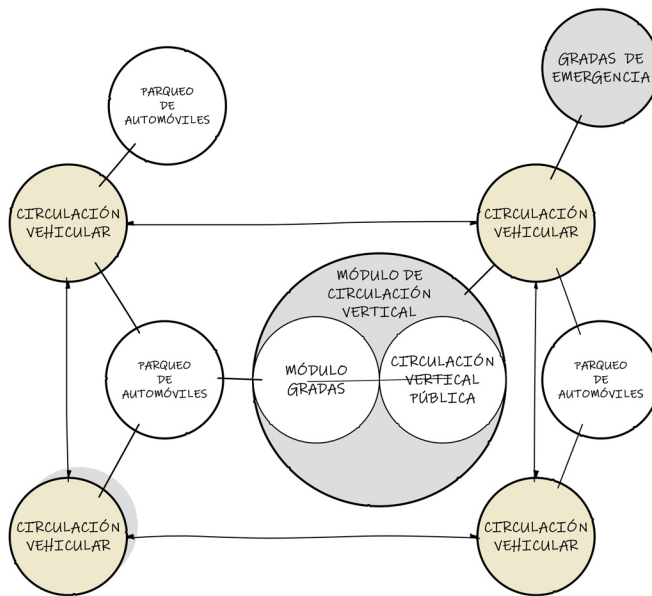 GRADAS DE
EMERGENCIA
PARQUEO
DE
AUTOMÓVILES
CIRCULACIÓN
VEHICULAR
CIRCULACIÓN
VEHICULAR
MÓDULO DE
CIRCULACIÓN
VERTICAL
PARQUEO
DE
AUTOMÓVILES
MÓDULO
GRADAS
CIRCULACIÓN
VERTICAL
PÚBLICA
PARQUEO
DE
AUTOMÓVILES
CIRCULACIÓN
VEHICULAR
CIRCULACIÓN
VEHICULAR